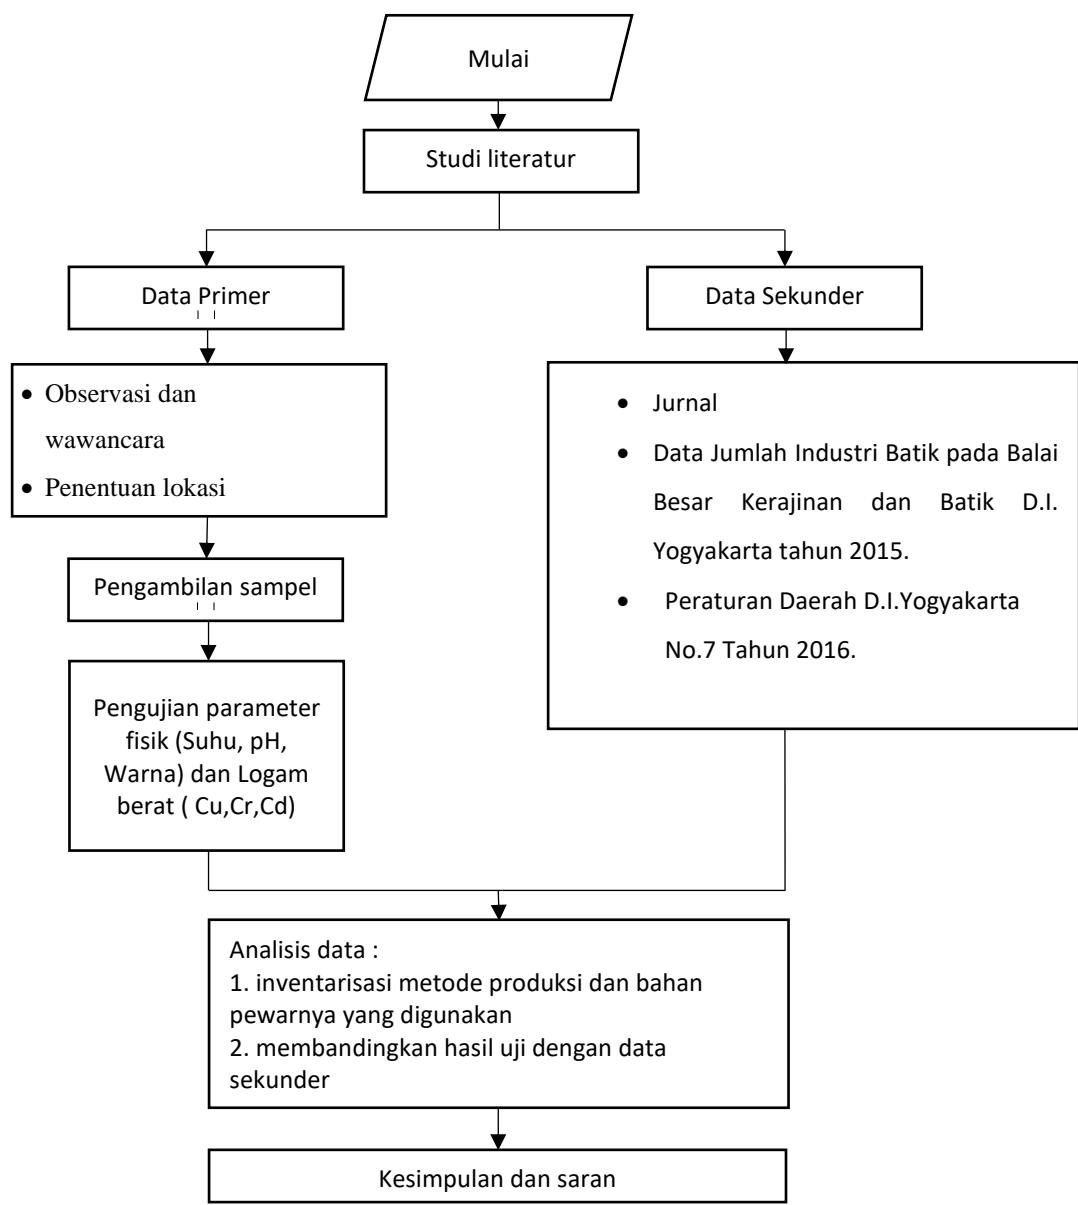 Mulai
Studi literatur
Data Primer
Data Sekunder
• Observasi dan
wawancara
• Penentuan lokasi
Pengambilan sampel
Pengujian parameter
fisik (Suhu, pH,
Warna) dan Logam
berat ( Cu,Cr,Cd)
• Jurnal
• Data Jumlah Industri Batik pada Balai
Besar Kerajinan dan Batik D.I.
Yogyakarta tahun 2015.
• Peraturan Daerah D.I.Yogyakarta
No.7 Tahun 2016.
Analisis data :
1. inventarisasi metode produksi dan bahan
pewarnya yang digunakan
2. membandingkan hasil uji dengan data
sekunder
Kesimpulan dan saran